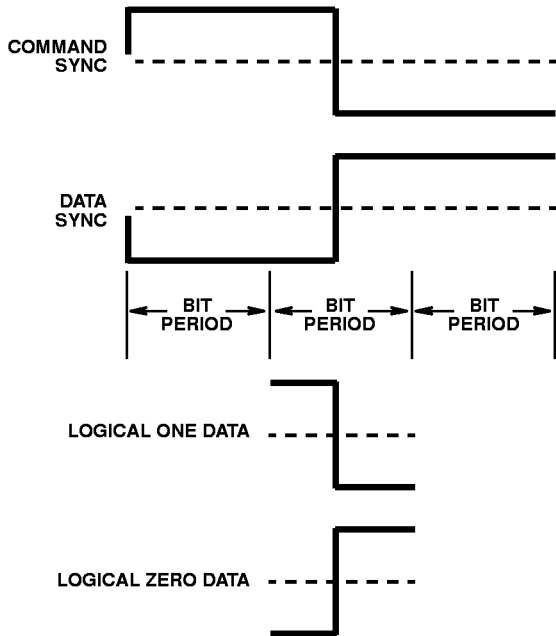 COMMAND
SYNC
DATA
SYNC
BIT
PERIOD
BIT
PERIOD
BIT
PERIOD
LOGICAL ONE DATA
LOGICAL ZERO DATA